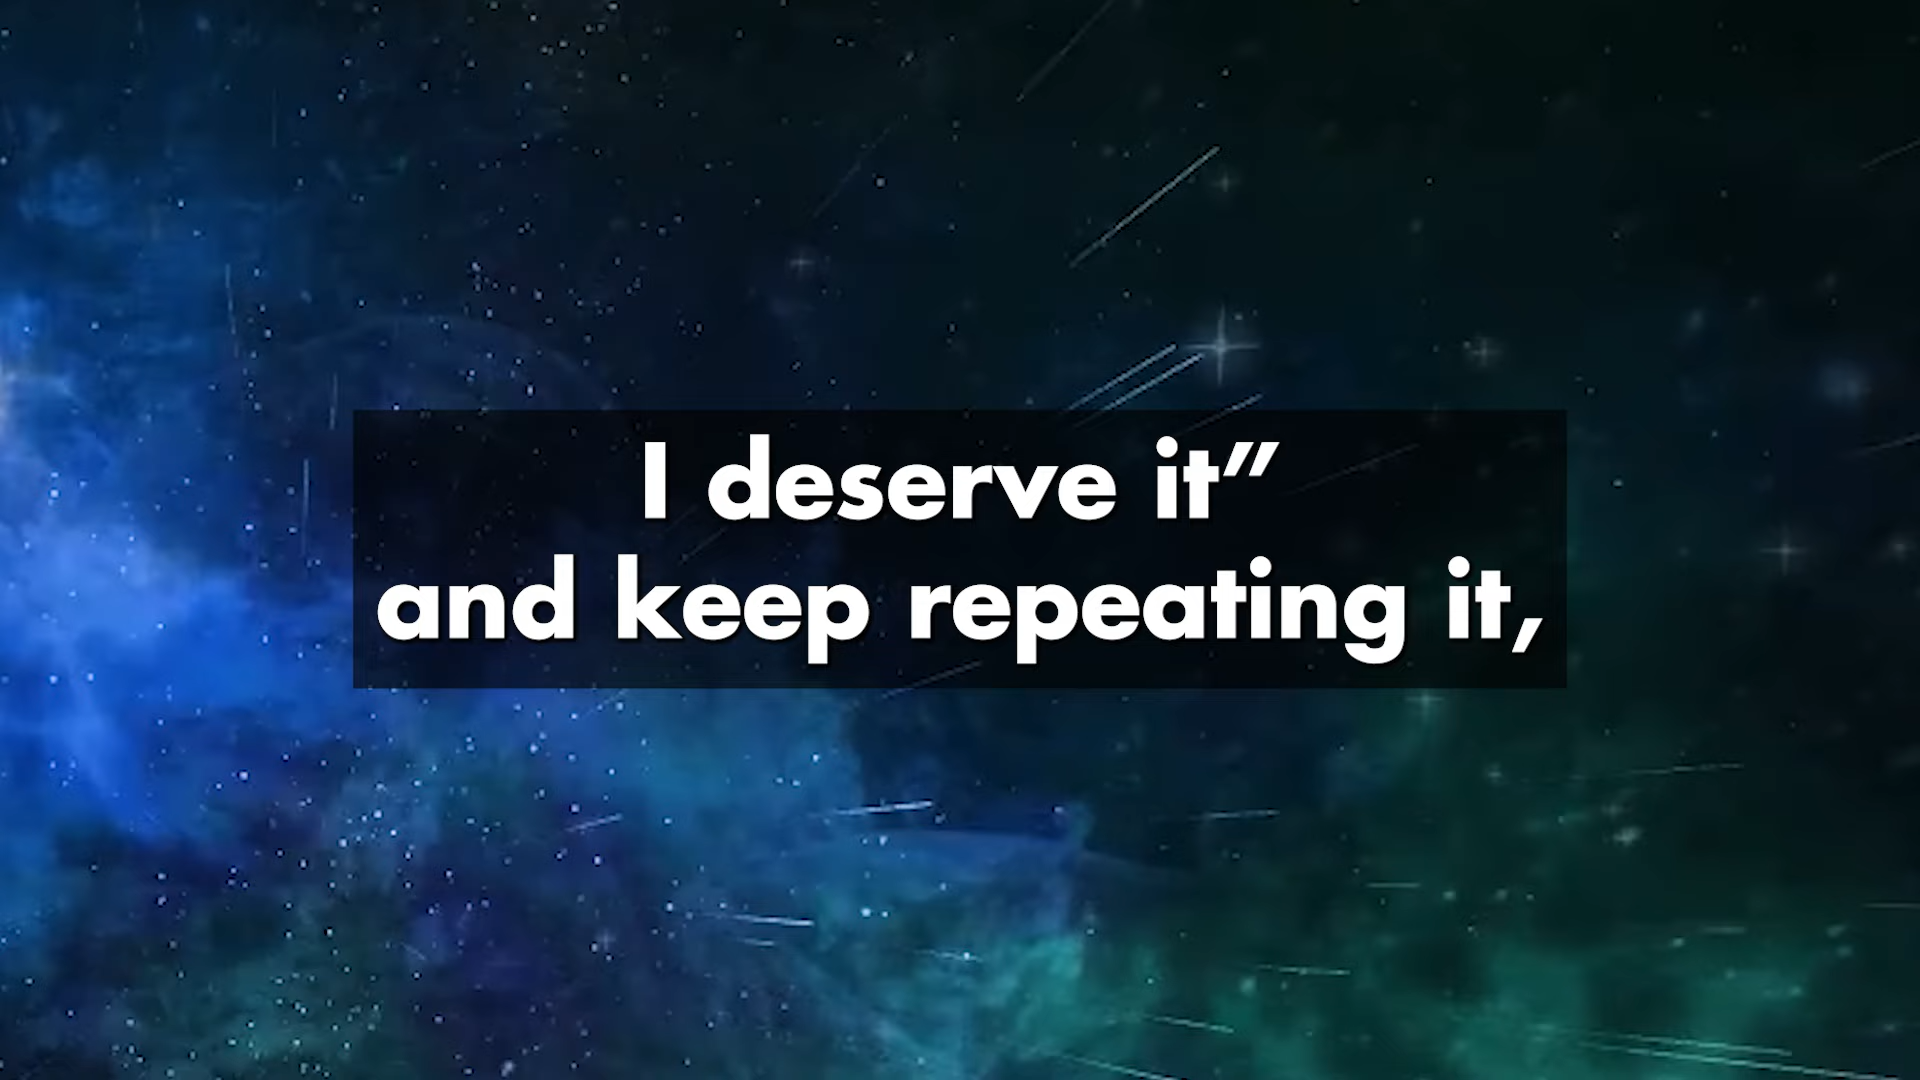 I deserve it”
and keep repeating it,